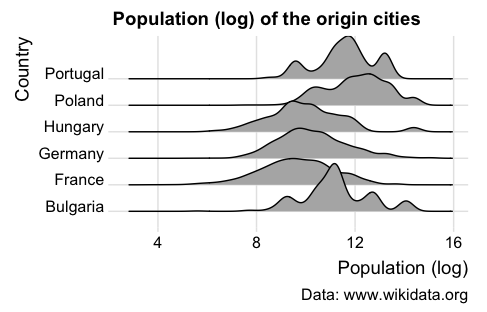 Population (log) of the origin cities
Country
Portugal
Poland
Hungary
Germany
France
Bulgaria
4 8 12 16
Population (log)
Data: www.wikidata.org